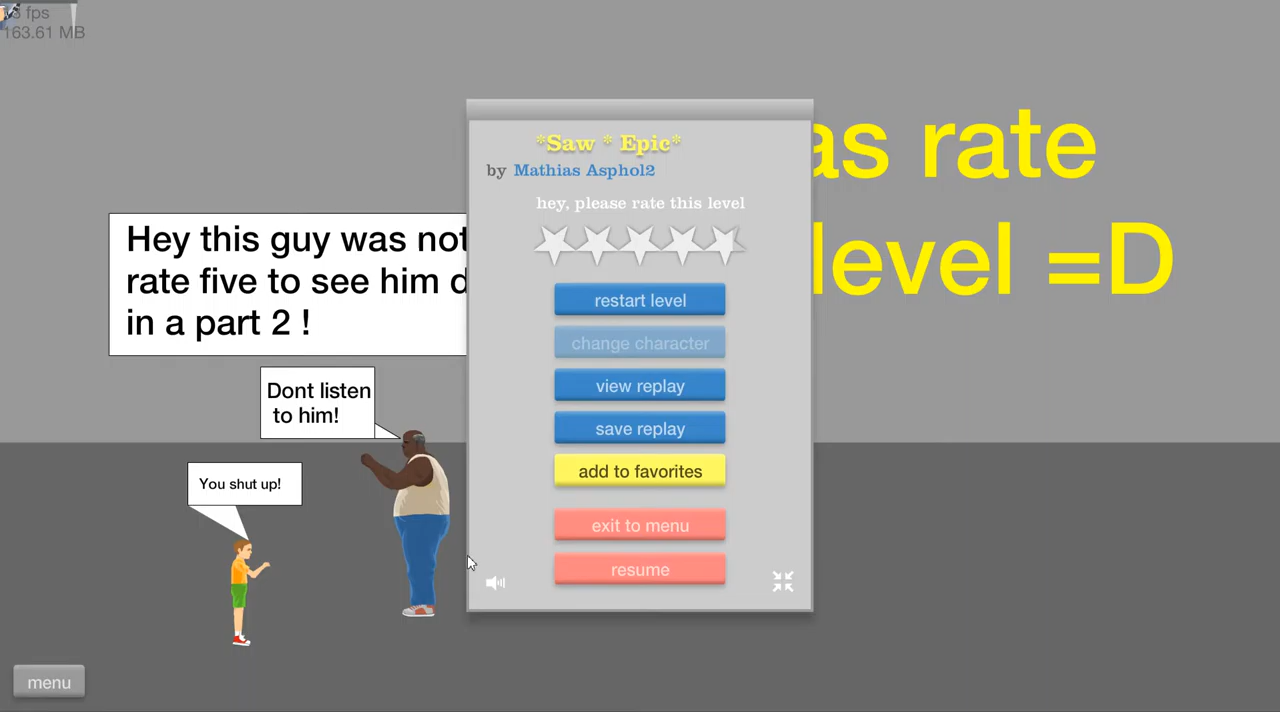 fps
163.61 MB
as rate
level =D
*Saw * Epic*
by Mathias Asphol2
hey, please rate this level
Hey this guy was not
rate five to see him d
in a part 2 !
restart level
change character
view replay
save replay
add to favorites
exit to menu
resume
Dont listen
to him!
You shut up!
menu